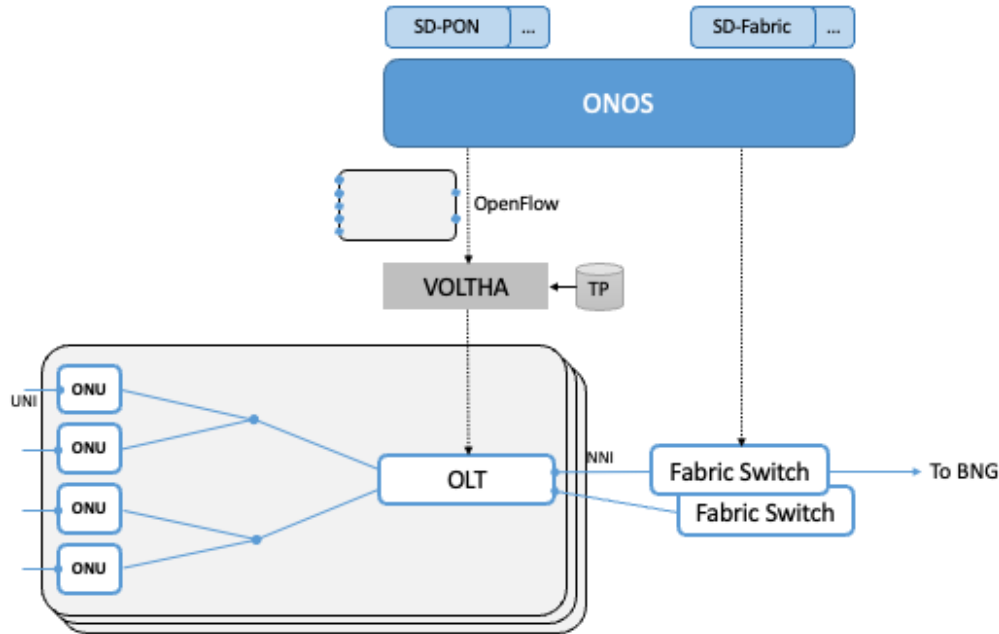 SD-PON ...
SD-Fabric ...
ONOS
OpenFlow
VOLTHA
TP
ONU
UNI
ONU
ONU
ONU
OLT
NNI
Fabric Switch
Fabric Switch
To BNG